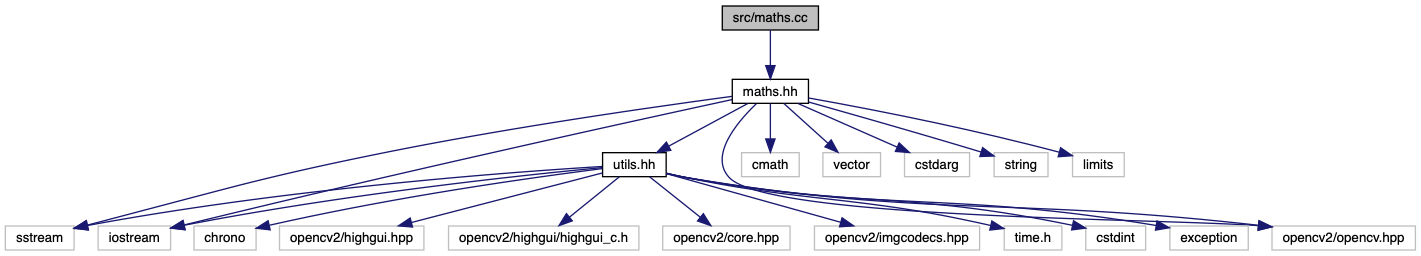 src/maths.cc
maths.hh
utils.hh
cmath
vector
cstdarg
string
limits
sstream
iostream
chrono
opencv2/highgui.hpp
opencv2/highgui/highgui_c.h
opencv2/core.hpp
opencv2/imgcodecs.hpp
time.h
cstdint
exception
opencv2/opencv.hpp